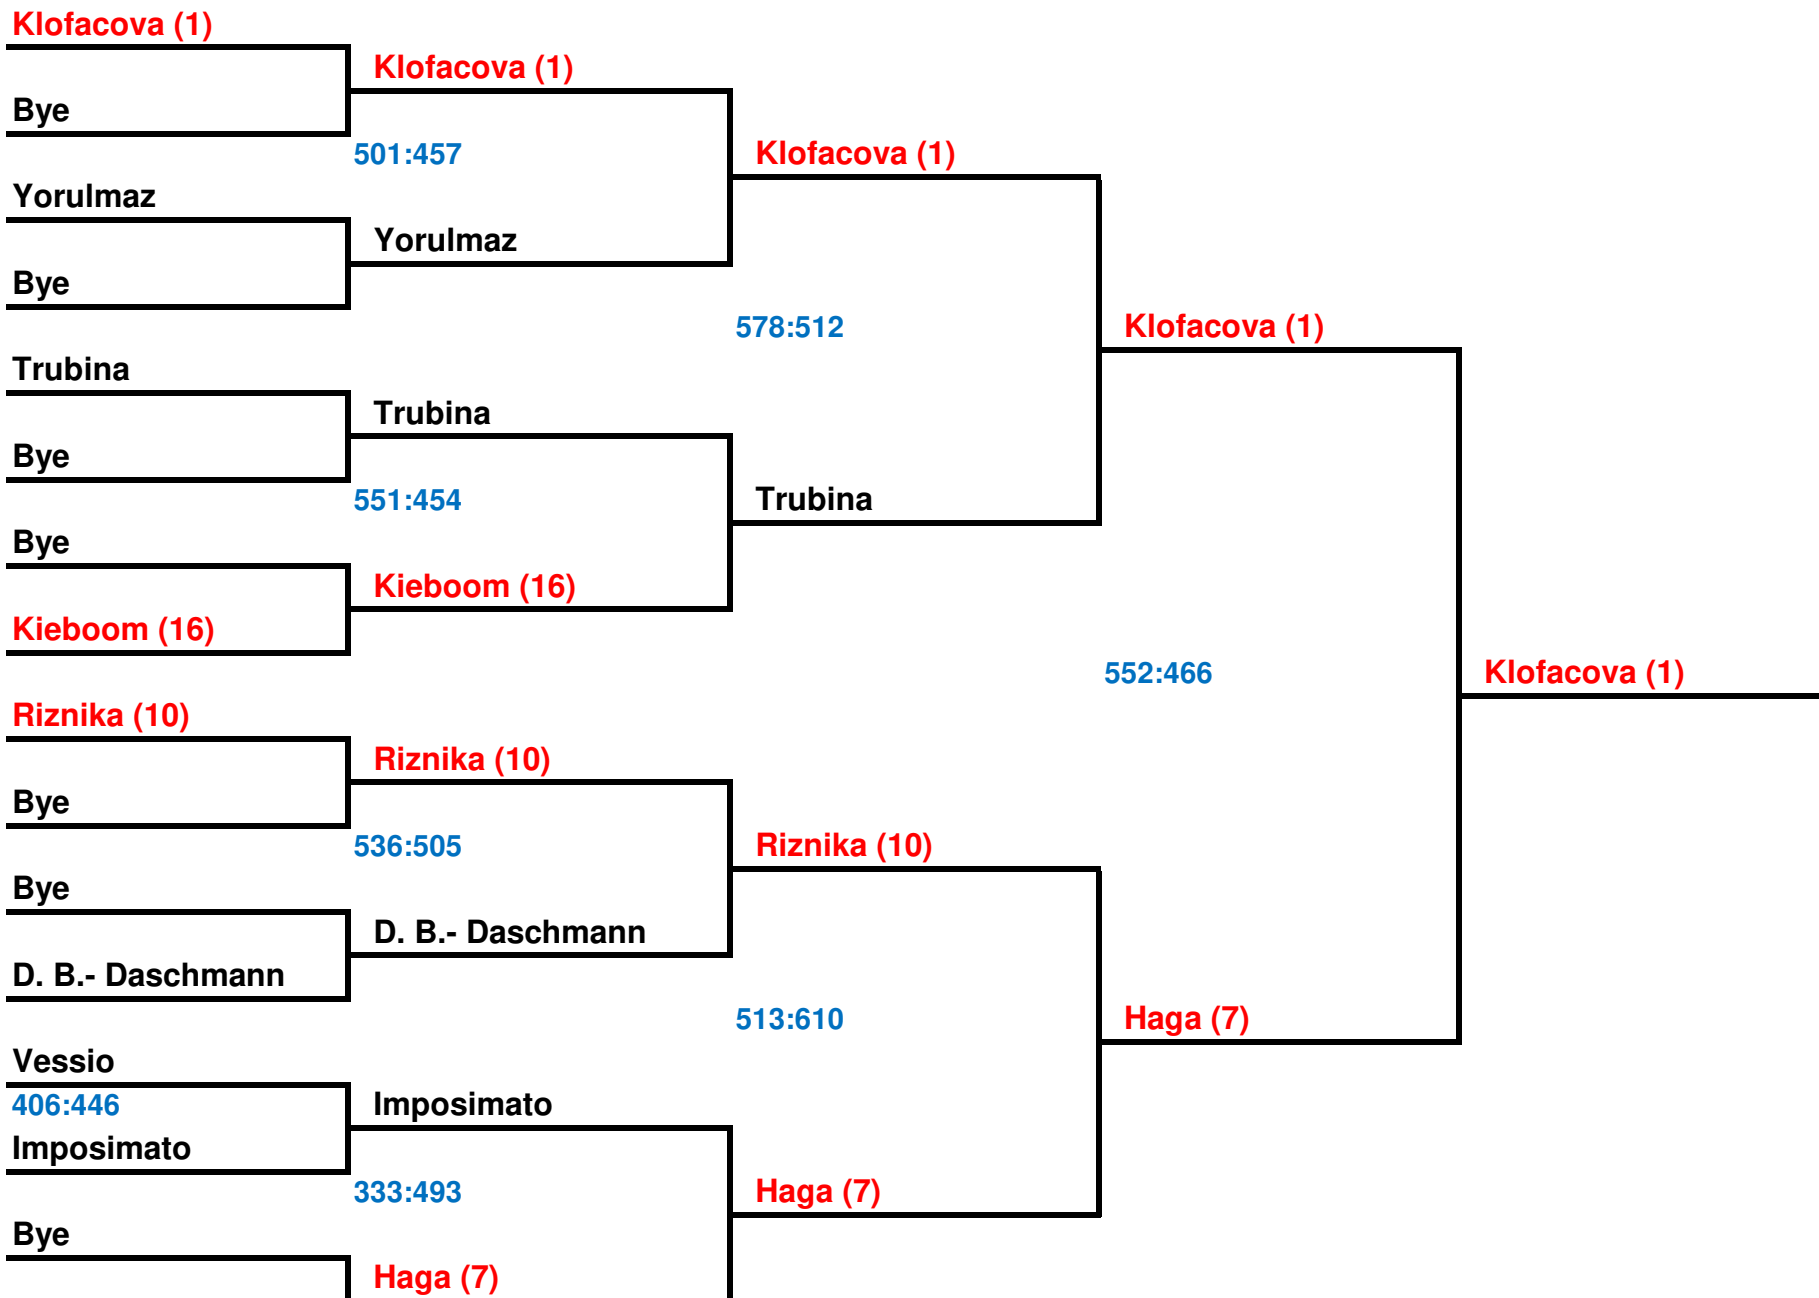 Klofacova (1)
Klofacova (1)
Bye
501:457
Klofacova (1)
Yorulmaz
Yorulmaz
Bye
578:512
Klofacova (1)
Trubina
Trubina
Bye
551:454
Trubina
Bye
Kieboom (16)
Kieboom (16)
552:466
Klofacova (1)
Riznika (10)
Riznika (10)
Bye
536:505
Riznika (10)
Bye
D. B.- Daschmann
D. B.- Daschmann
513:610
Haga (7)
Vessio
406:446
Imposimato
Imposimato
333:493
Haga (7)
Bye
Haga (7)